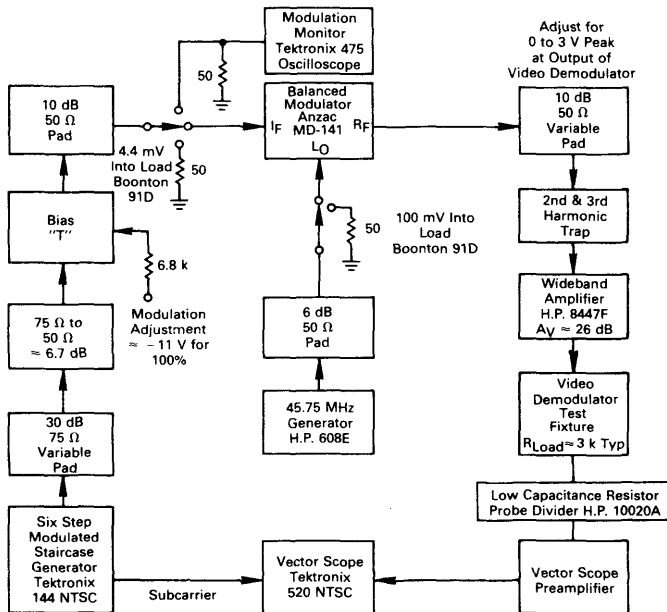 Modulation
Monitor
Tektronix 475
Oscilloscope
50
Adjust for
0 to 3 V Peak
at Output of
Video Demodulator
10 dB
50 Ω
Pad
4.4 mV
Into Load
Boonton
91D
50
Balanced
Modulator
Anzac
MD-141
IF
RF
LO
10 dB
50 Ω
Variable
Pad
Bias
"T"
6.8 k
Modulation
Adjustment
≈ −11 V for
100%
50
100 mV Into
Load
Boonton 91D
2nd & 3rd
Harmonic
Trap
75 Ω to
50 Ω
≈ 6.7 dB
6 dB
50 Ω
Pad
Wideband
Amplifier
H.P. 8447F
AV ≈ 26 dB
30 dB
75 Ω
Variable
Pad
45.75 MHz
Generator
H.P. 608E
Video
Demodulator
Test
Fixture
RLoad≈3 k Typ
Low Capacitance Resistor
Probe Divider H.P. 10020A
Six Step
Modulated
Staircase
Generator
Tektronix
144 NTSC
Subcarrier
Vector Scope
Tektronix
520 NTSC
Vector Scope
Preamplifier